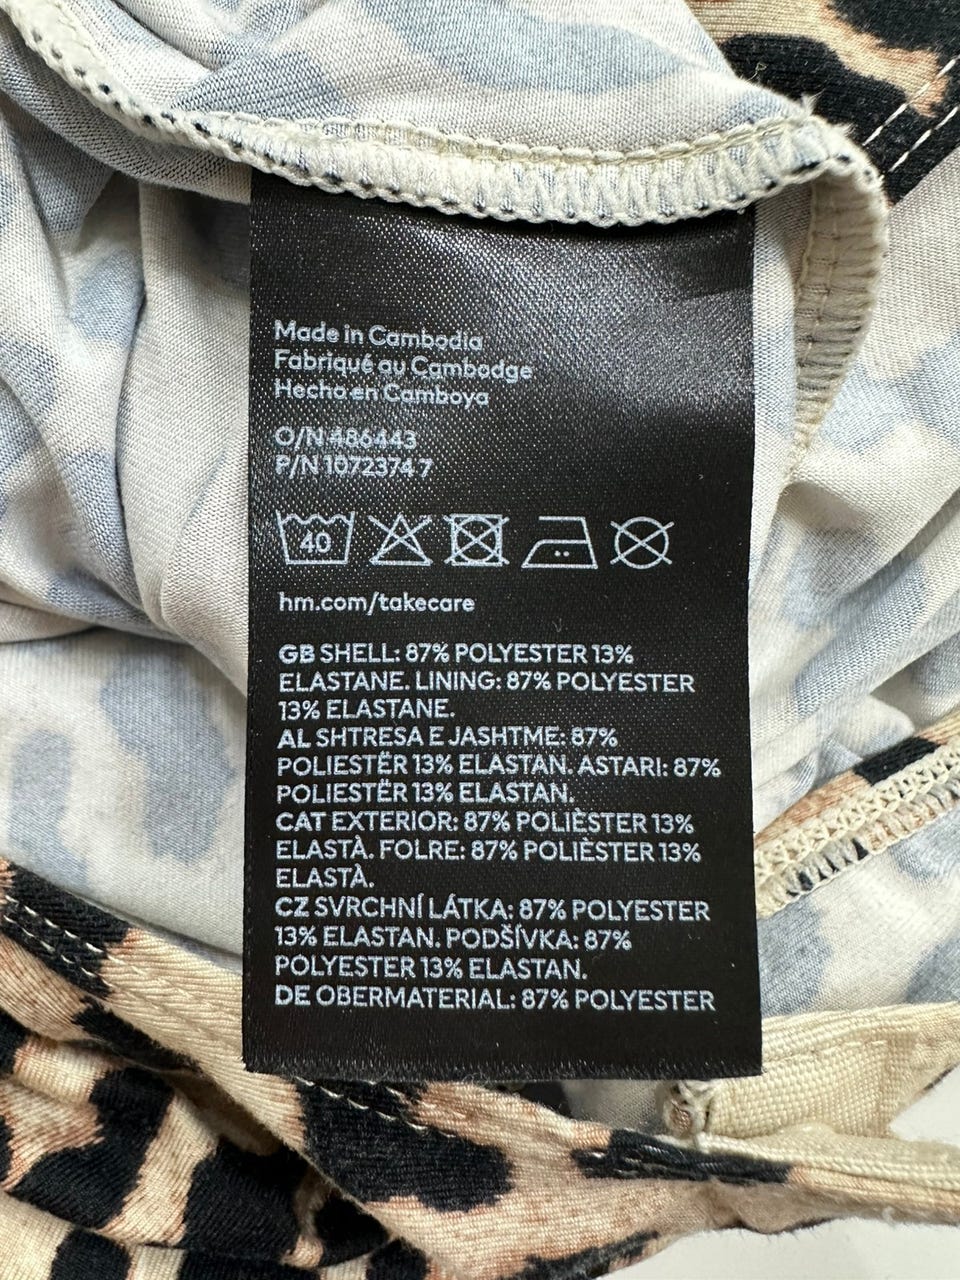 Made in Cambodia
Fabriqué au Cambodge
Hecho en Camboya
O/N 486443
P/N 1072374 7
40
hm.com/takecare
GB SHELL: 87% POLYESTER 13%
ELASTANE. LINING: 87% POLYESTER
13% ELASTANE.
AL SHTRESA E JASHTME: 87%
POLIESTËR 13% ELASTAN. ASTARI: 87%
POLIESTËR 13% ELASTAN.
CAT EXTERIOR: 87% POLIÈSTER 13%
ELASTÀ. FOLRE: 87% POLIÈSTER 13%
ELASTÀ.
CZ SVRCHNÍ LÁTKA: 87% POLYESTER
13% ELASTAN. PODŠÍVKA: 87%
POLYESTER 13% ELASTAN.
DE OBERMATERIAL: 87% POLYESTER